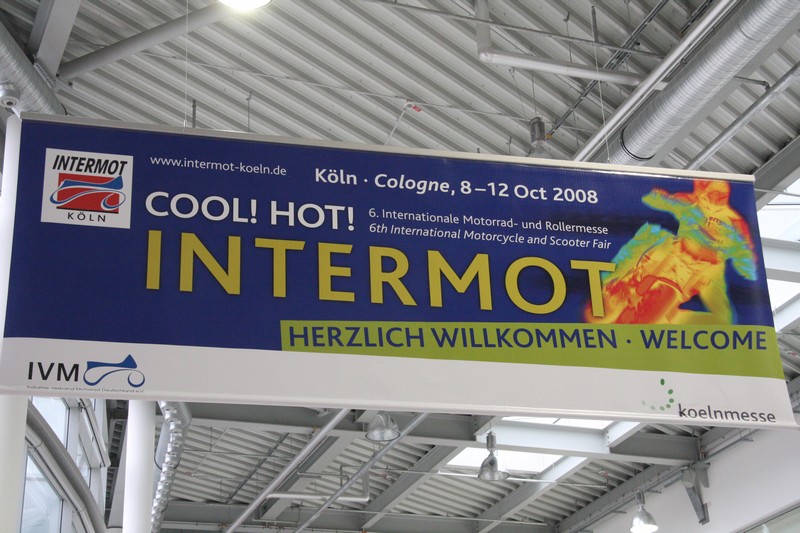 INTERMOT
KÖLN
www.intermot-koeln.de
Köln · Cologne, 8–12 Oct 2008
COOL! HOT!
6. Internationale Motorrad- und Rollermesse
6th International Motorcycle and Scooter Fair
INTERMOT
HERZLICH WILLKOMMEN · WELCOME
IVM
koelnmesse